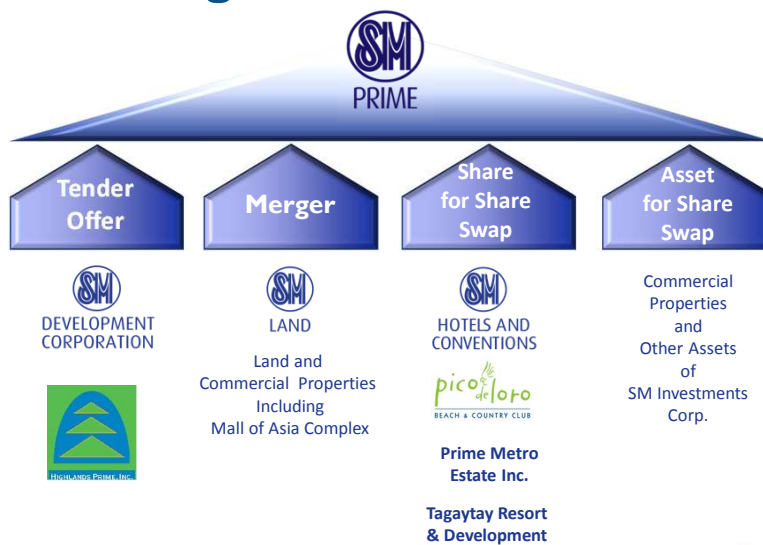 SM
PRIME
Tender
Offer
Merger
Share
for Share
Swap
Asset
for Share
Swap
SM
DEVELOPMENT
CORPORATION
HIGHLANDS PRIME, INC.
SM
LAND
Land and
Commercial Properties
Including
Mall of Asia Complex
SM
HOTELS AND
CONVENTIONS
pico de loro
BEACH & COUNTRY CLUB
Prime Metro
Estate Inc.
Tagaytay Resort
& Development
Commercial
Properties
and
Other Assets
of
SM Investments
Corp.